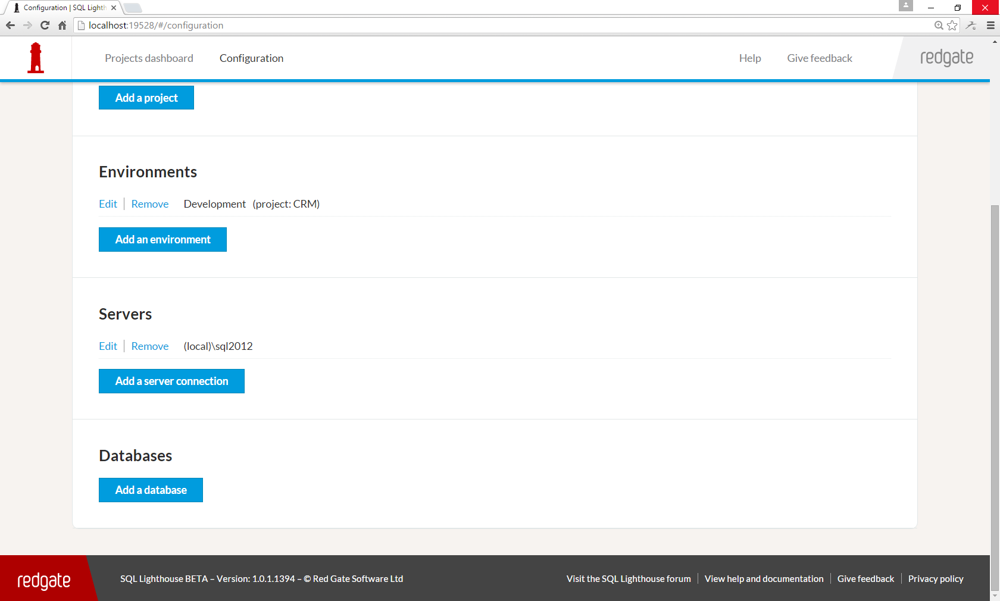 Configuration | SQL Lighth
localhost:19528/#/configuration
Projects dashboard Configuration Help Give feedback redgate
Add a project
Environments
Edit Remove Development (project: CRM)
Add an environment
Servers
Edit Remove (local)\sql2012
Add a server connection
Databases
Add a database
redgate SQL Lighthouse BETA – Version: 1.0.1.1394 – © Red Gate Software Ltd Visit the SQL Lighthouse forum View help and documentation Give feedback Privacy policy